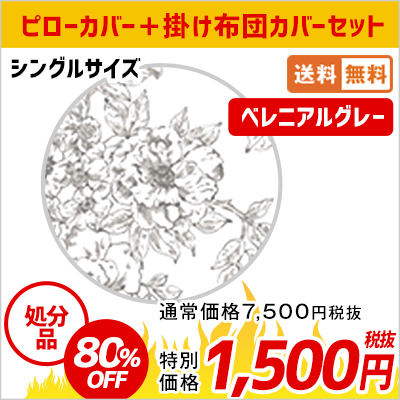 ピローカバー＋掛け布団カバーセット
シングルサイズ
送料無料
ベレニアルグレー
処分
品
80%
OFF
通常価格7,500円税抜
特別
価格
1,500円税抜